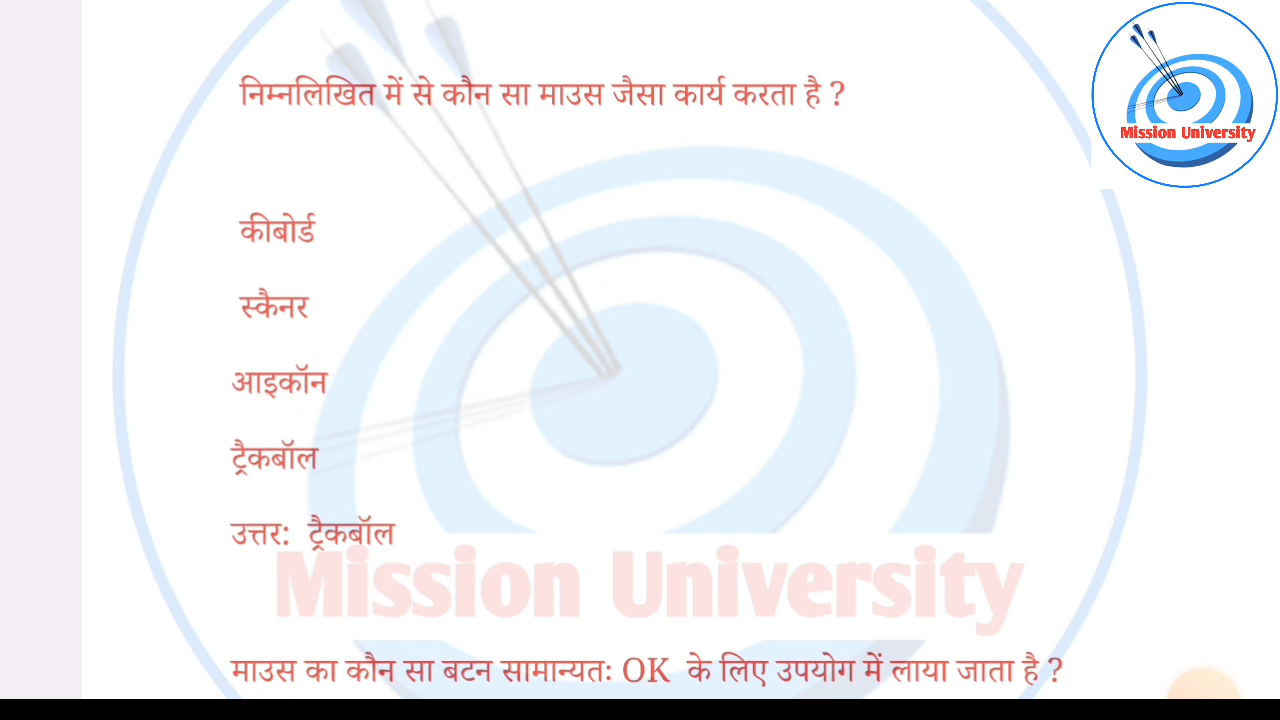 निम्नलिखित में से कौन सा माउस जैसा कार्य करता है ?
Mission University
कीबोर्ड
स्कैनर
आइकॉन
ट्रैकबॉल
उत्तर: ट्रैकबॉल
Mission University
माउस का कौन सा बटन सामान्यतः OK के लिए उपयोग में लाया जाता है ?